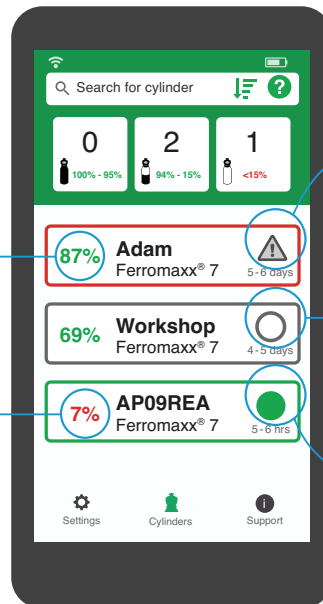 Search for cylinder
?
0
2
1
100% - 95%
94% - 15%
<15%
87%
Adam
Ferromaxx® 7
5-6 days
69%
Workshop
Ferromaxx® 7
4-5 days
7%
AP09REA
Ferromaxx® 7
5-6 hrs
Settings
Cylinders
Support